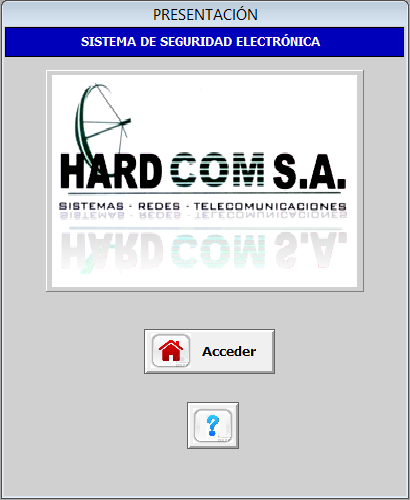 PRESENTACIÓN
SISTEMA DE SEGURIDAD ELECTRÓNICA
HARD COM S.A.
SISTEMAS - REDES - TELECOMUNICACIONES
Acceder
?